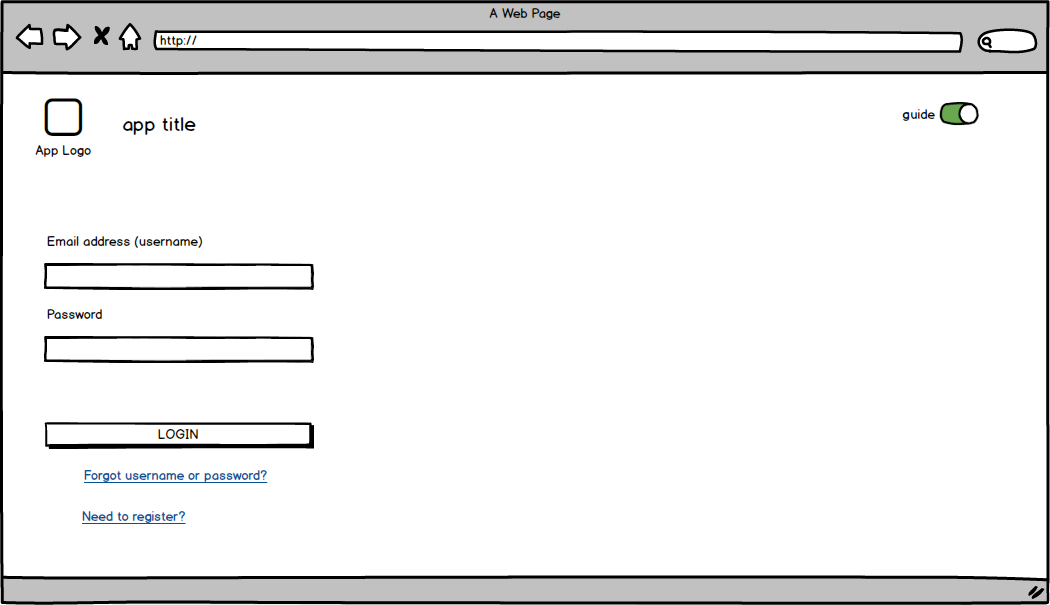 A Web Page
http://
app title
guide
App Logo
Email address (username)
Password
LOGIN
Forgot username or password?
Need to register?